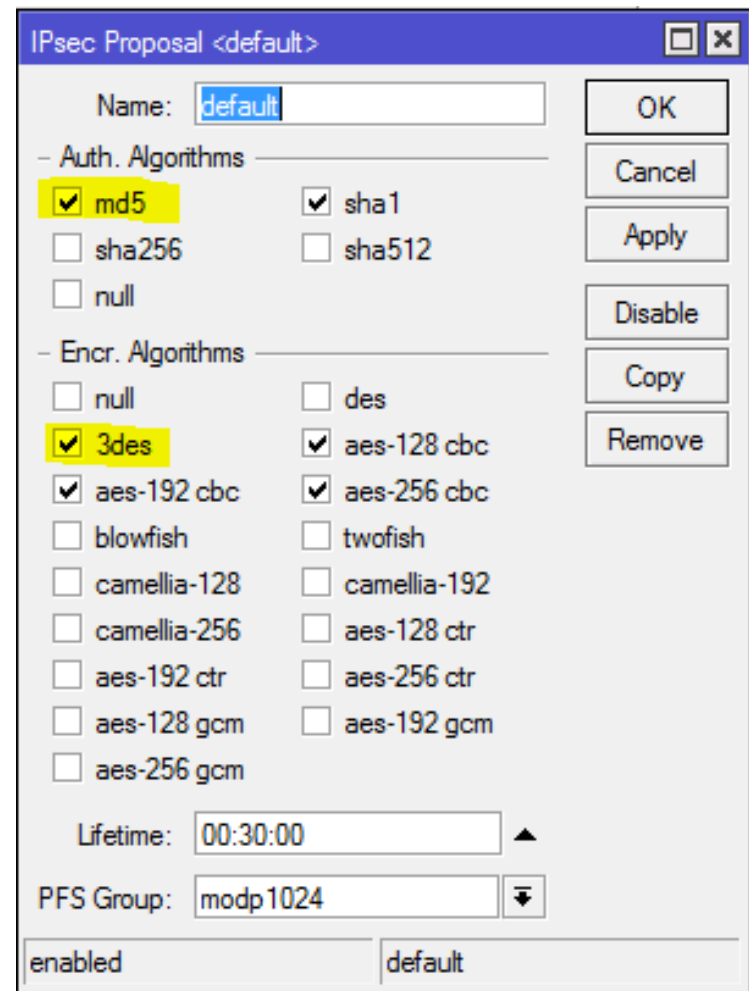 IPsec Proposal <default>
Name: default
OK
Auth. Algorithms
Cancel
md5 sha1
Apply
sha256 sha512
null
Disable
Encr. Algorithms
Copy
null des
3des aes-128 cbc
Remove
aes-192 cbc aes-256 cbc
blowfish twofish
camellia-128 camellia-192
camellia-256 aes-128 ctr
aes-192 ctr aes-256 ctr
aes-128 gcm aes-192 gcm
aes-256 gcm
Lifetime: 00:30:00
PFS Group: modp1024
enabled default